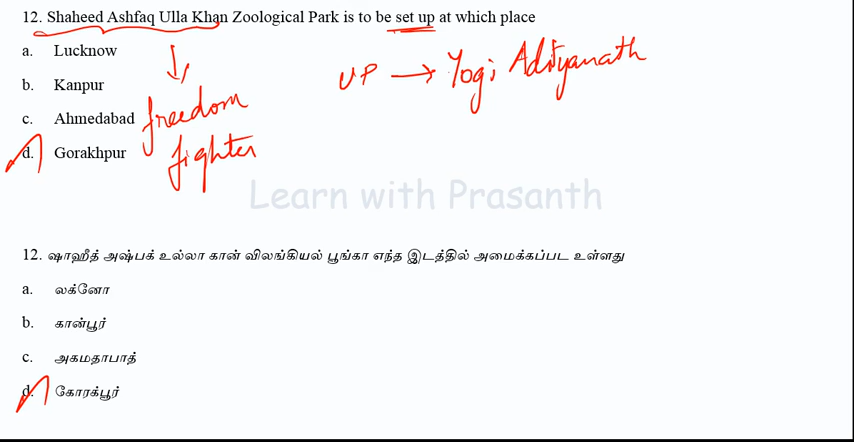 12. Shaheed Ashfaq Ulla Khan Zoological Park is to be set up at which place
a. Lucknow
b. Kanpur
c. Ahmedabad
d. Gorakhpur
UP → Yogi Adityanath
freedom
fighter
Learn with Prasanth
12. ஷாஹீத் அஷ்பக் உல்லா கான் விலங்கியல் பூங்கா எந்த இடத்தில் அமைக்கப்பட உள்ளது
a. லக்னோ
b. கான்பூர்
c. அகமதாபாத்
d. கோரக்பூர்